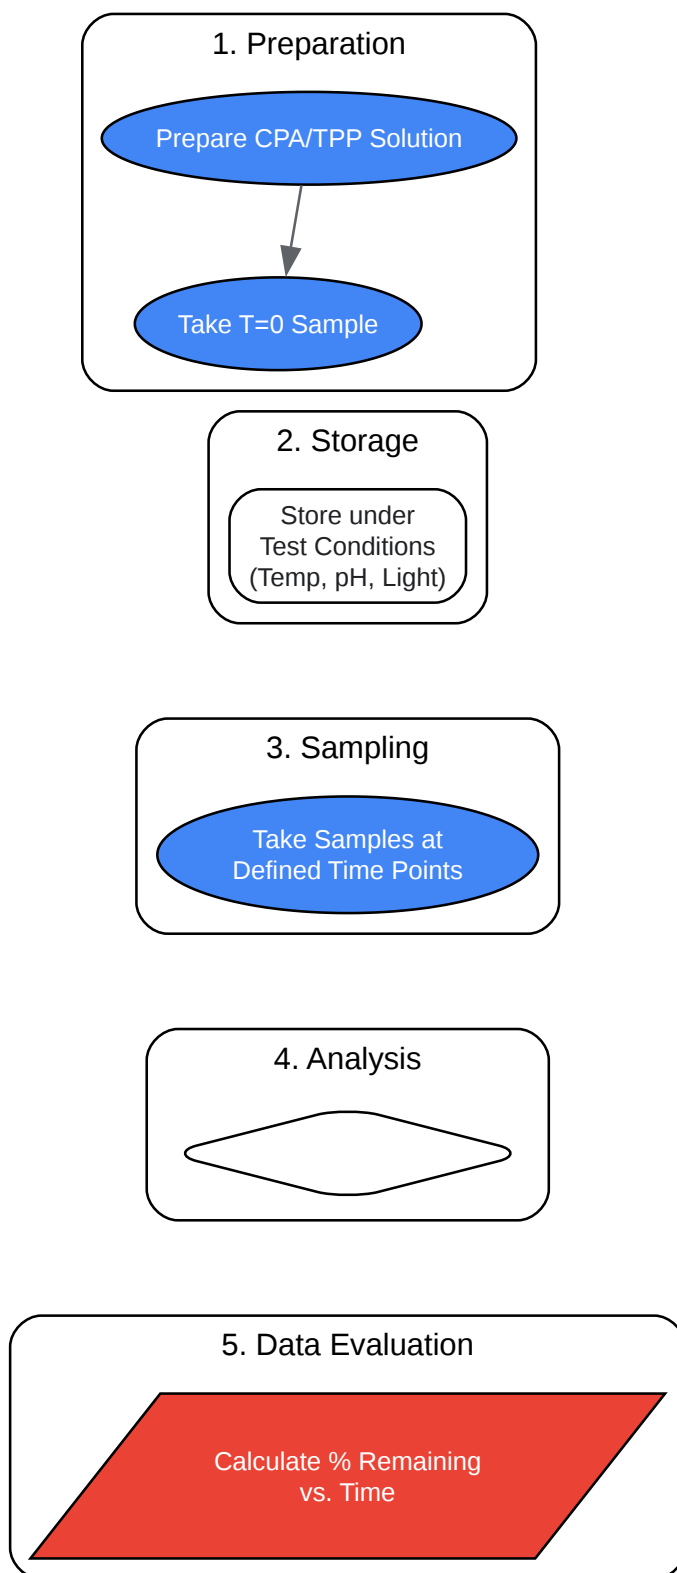 1. Preparation
Prepare CPA/TPP Solution
Take T=0 Sample
2. Storage
Store under
Test Conditions
(Temp, pH, Light)
3. Sampling
Take Samples at
Defined Time Points
4. Analysis
5. Data Evaluation
Calculate % Remaining
vs. Time